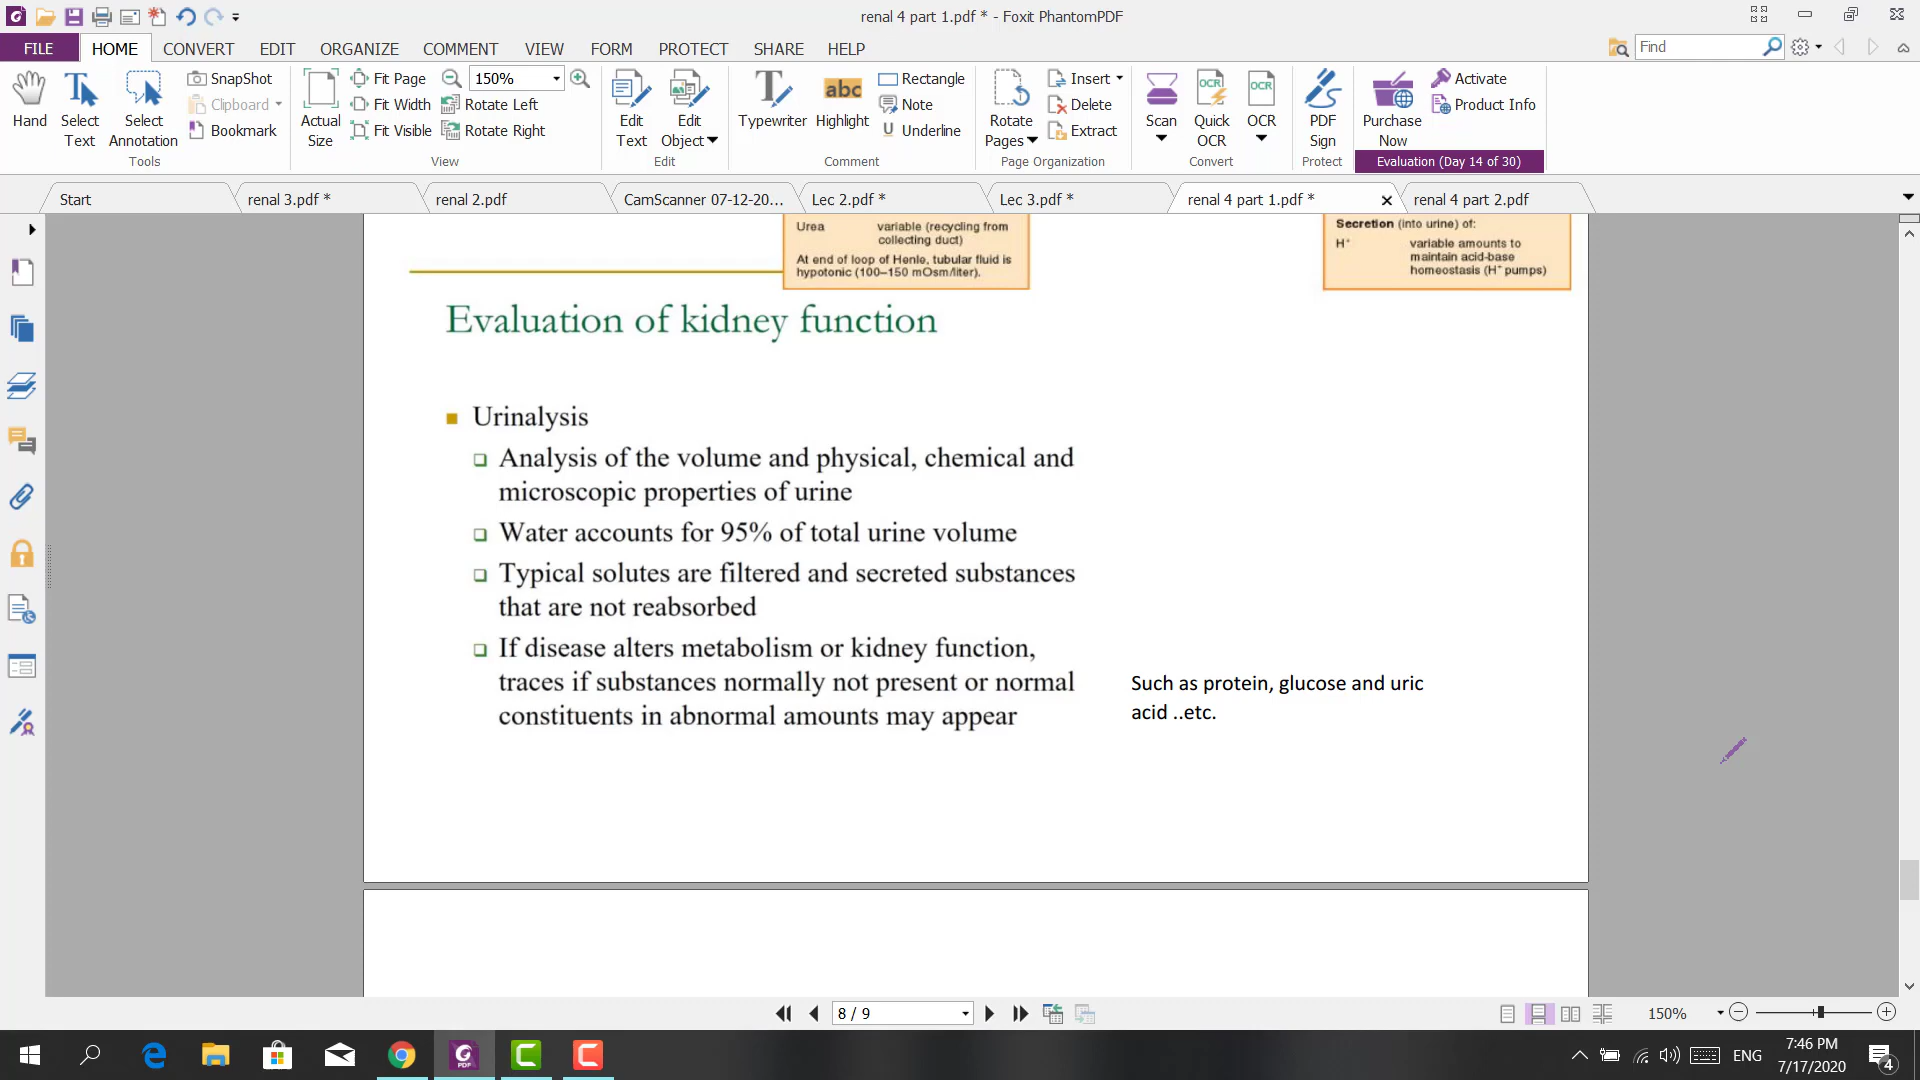 renal 4 part 1.pdf * - Foxit PhantomPDF
FILE HOME CONVERT EDIT ORGANIZE COMMENT VIEW FORM PROTECT SHARE HELP
Find
Hand
Select Text
Select Annotation
SnapShot
Clipboard
Bookmark
Tools
Actual Size
Fit Page
Fit Width
Fit Visible
150%
Rotate Left
Rotate Right
View
Edit Text
Edit Object
Edit
Typewriter
abc
Highlight
Rectangle
Note
Underline
Comment
Rotate Pages
Insert
Delete
Extract
Page Organization
Scan
OCR
Quick OCR
OCR
OCR
Convert
PDF Sign
Protect
Purchase Now
Activate
Product Info
Evaluation (Day 14 of 30)
Start
renal 3.pdf *
renal 2.pdf
CamScanner 07-12-20...
Lec 2.pdf *
Lec 3.pdf *
renal 4 part 1.pdf *
renal 4 part 2.pdf
Urea variable (recycling from
collecting duct)
At end of loop of Henle, tubular fluid is
hypotonic (100–150 mOsm/liter).
Secretion (into urine) of:
H+ variable amounts to
maintain acid-base
homeostasis (H+ pumps)
Evaluation of kidney function
Urinalysis
Analysis of the volume and physical, chemical and
microscopic properties of urine
Water accounts for 95% of total urine volume
Typical solutes are filtered and secreted substances
that are not reabsorbed
If disease alters metabolism or kidney function,
traces if substances normally not present or normal
constituents in abnormal amounts may appear
Such as protein, glucose and uric
acid ..etc.
8 / 9
150%
PDF
ENG
7:46 PM
7/17/2020
4